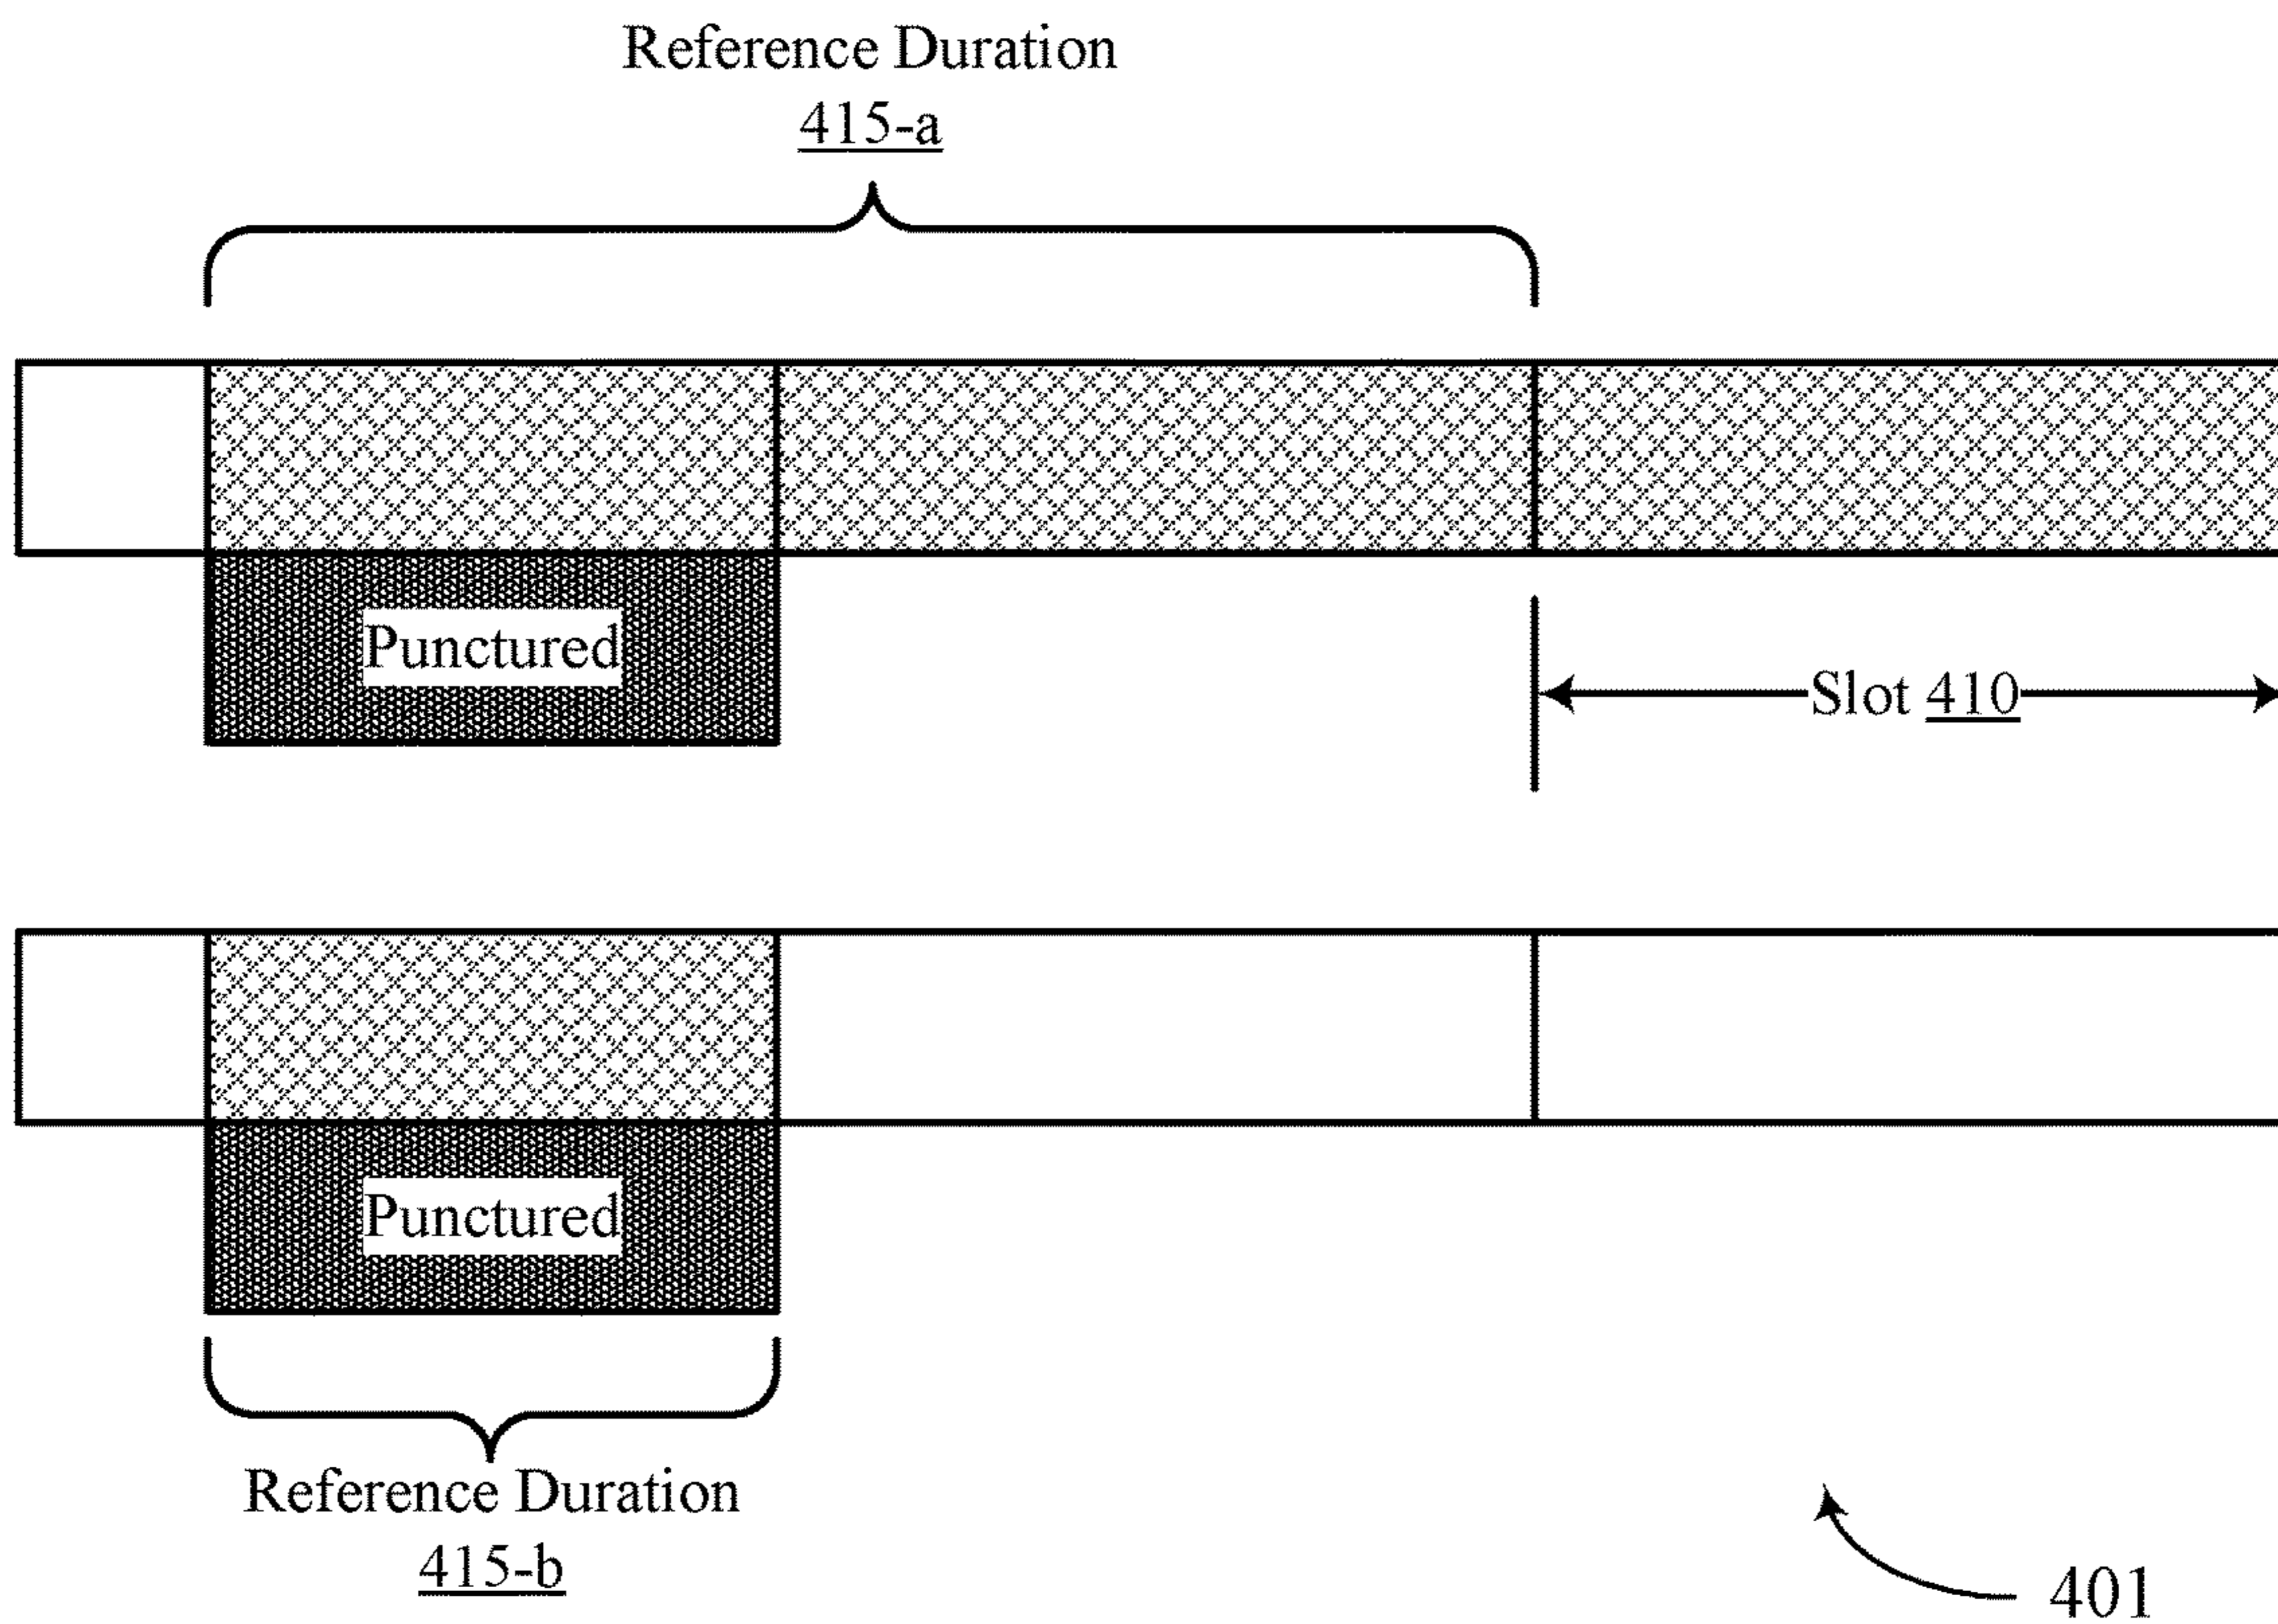 Reference Duration
415-a
Punctured
Slot 410
Punctured
Reference Duration
415-b
401